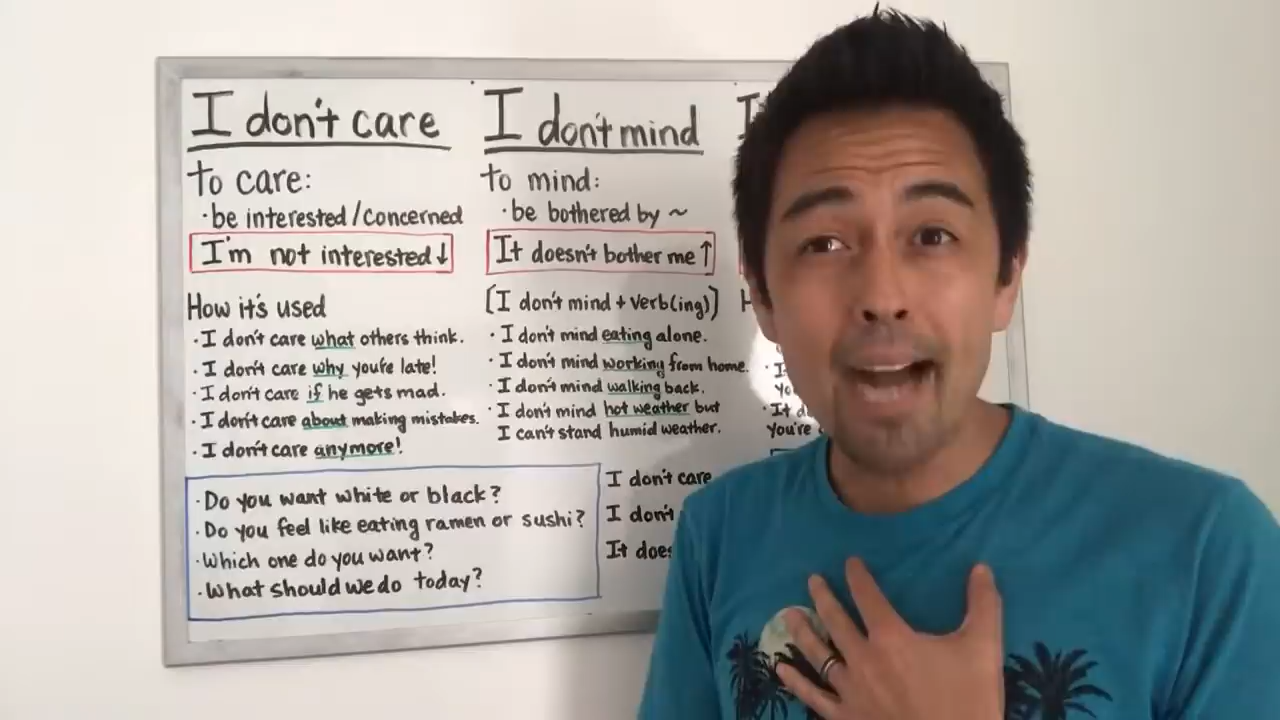 I don't care
to care:
·be interested/concerned
I'm not interested↓
How it's used
·I don't care what others think.
·I don't care why you're late!
·I don't care if he gets mad.
·I don't care about making mistakes.
·I don't care anymore!
I don't mind
to mind:
·be bothered by ~
It doesn't bother me↑
[I don't mind + verb(ing)]
·I don't mind eating alone.
·I don't mind working from home.
·I don't mind walking back.
·I don't mind hot weather but
I can't stand humid weather.
I
You're
·Do you want white or black?
·Do you feel like eating ramen or sushi?
·Which one do you want?
·What should we do today?
I don't care
I don't
It